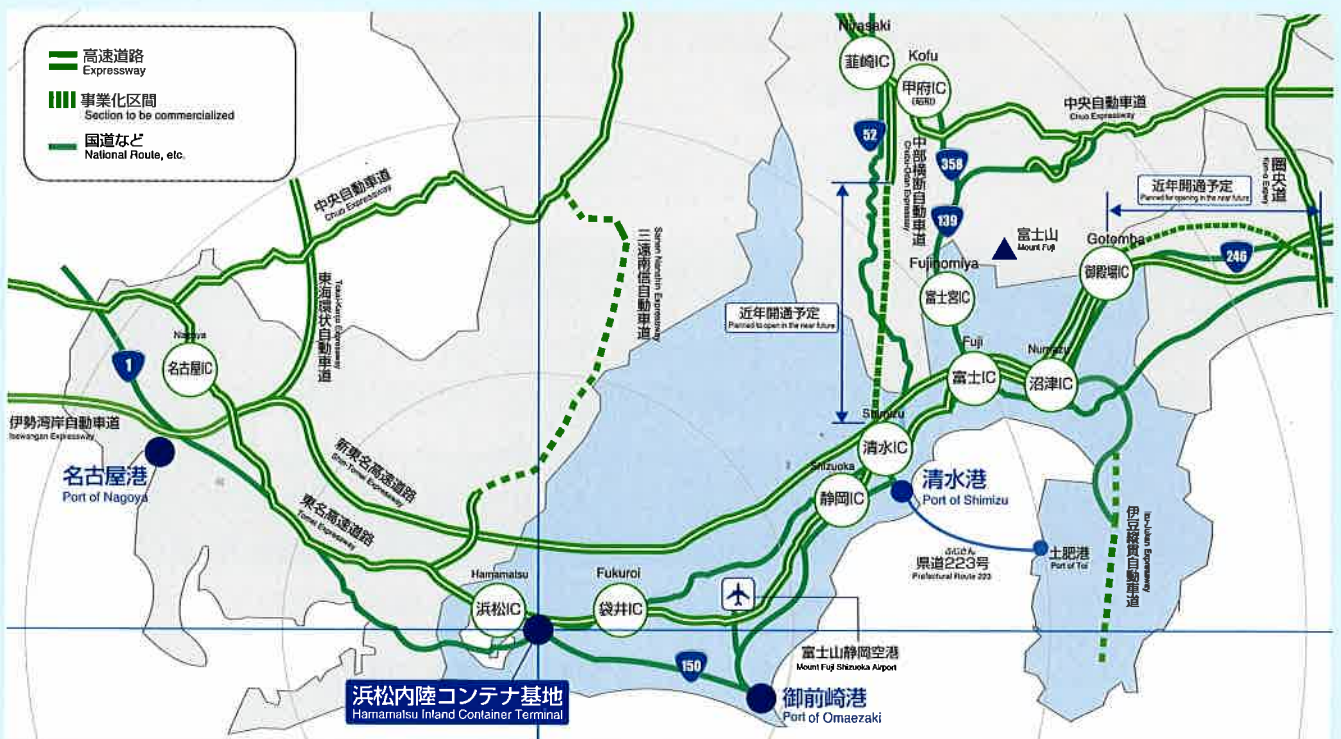 高速道路
Expressway
事業化区間
Section to be commercialized
国道など
National Route, etc.
Nirasaki
韮崎IC
Kofu
甲府IC
(昭和)
中央自動車道
Chuo Expressway
圏央道
52
358
139
中部横断自動車道
Chubu-Odan Expressway
近年開通予定
Planned for opening in the near future
中央自動車道
Chuo Expressway
三遠南信自動車道
Sanen Nanshin Expressway
富士山
Mount Fuji
Gotemba
御殿場IC
246
Fujinomiya
富士宮IC
東海環状自動車道
近年開通予定
Planned to open in the near future
Nagoya
名古屋IC
1
Fuji
富士IC
Numazu
沼津IC
伊勢湾岸自動車道
Isewangan Expressway
Shimizu
清水IC
新東名高速道路
Shin-Tomei Expressway
Shizuoka
静岡IC
名古屋港
Port of Nagoya
清水港
Port of Shimizu
東名高速道路
Tomei Expressway
伊豆縦貫自動車道
Izu-Jukan Expressway
ふじさん
県道223号
Prefectural Route 223
土肥港
Port of Toi
Hamamatsu
浜松IC
Fukuroi
袋井IC
富士山静岡空港
Mount Fuji Shizuoka Airport
150
浜松内陸コンテナ基地
Hamamatsu Inland Container Terminal
御前崎港
Port of Omaezaki